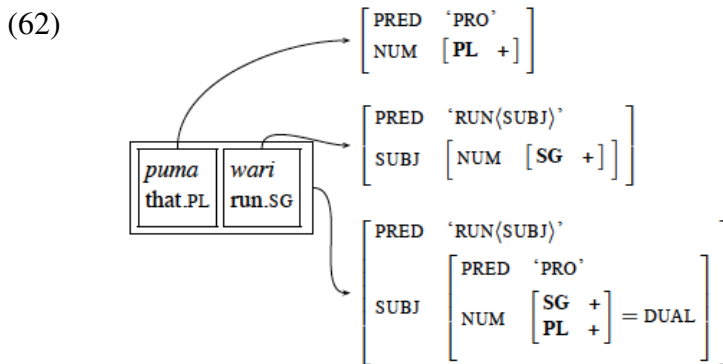 (62)
PRED ‘PRO’
NUM [PL +]
PRED ‘RUN⟨SUBJ⟩’
SUBJ [NUM [SG +]]
puma wari
that.PL run.SG
PRED ‘RUN⟨SUBJ⟩’
PRED ‘PRO’
SUBJ
SG +
NUM = DUAL
PL +